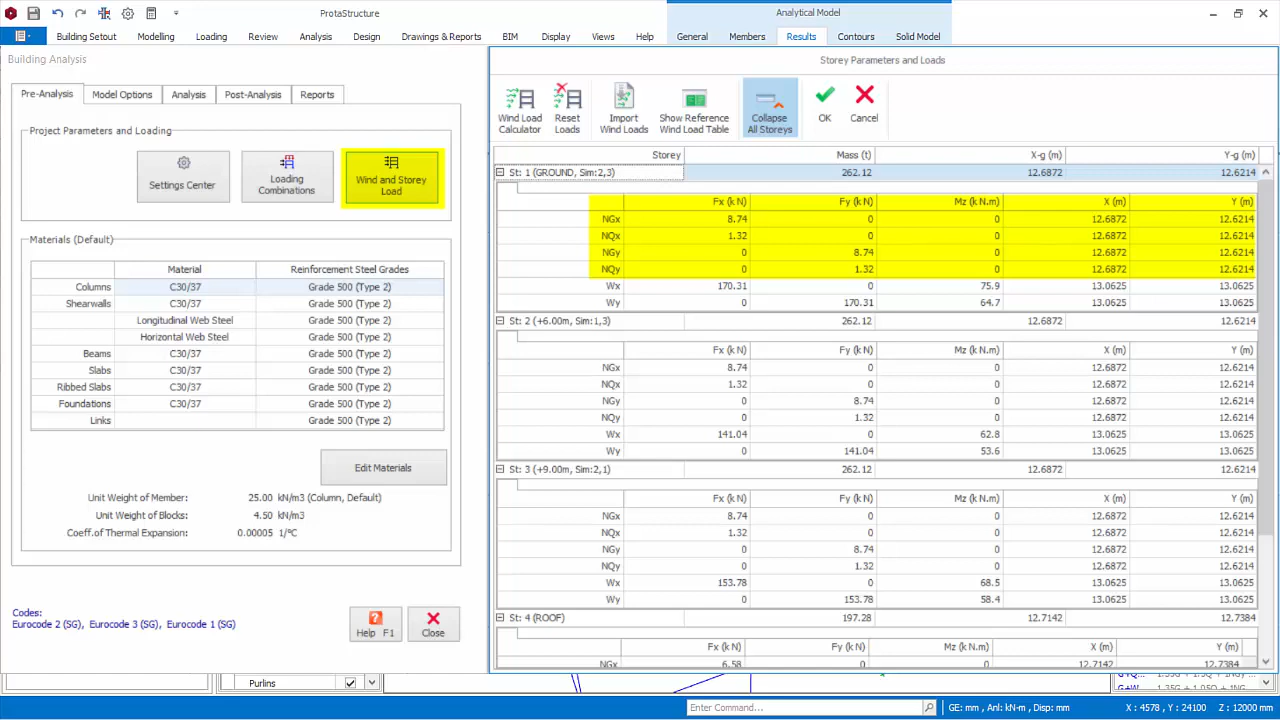 ProtaStructure
Analytical Model
Building Setout Modelling Loading Review Analysis Design Drawings & Reports BIM Display Views Help General Members Results Contours Solid Model
Building Analysis
Pre-Analysis Model Options Analysis Post-Analysis Reports
Project Parameters and Loading
Settings Center
Loading Combinations
Wind and Storey Load
Materials (Default)
Material Reinforcement Steel Grades
Columns C30/37 Grade 500 (Type 2)
Shearwalls C30/37 Grade 500 (Type 2)
Longitudinal Web Steel Grade 500 (Type 2)
Horizontal Web Steel Grade 500 (Type 2)
Beams C30/37 Grade 500 (Type 2)
Slabs C30/37 Grade 500 (Type 2)
Ribbed Slabs C30/37 Grade 500 (Type 2)
Foundations C30/37 Grade 500 (Type 2)
Links Grade 500 (Type 2)
Edit Materials
Unit Weight of Member: 25.00 kN/m3 (Column, Default)
Unit Weight of Blocks: 4.50 kN/m3
Coeff.of Thermal Expansion: 0.00005 1/°C
Codes:
Eurocode 2 (SG), Eurocode 3 (SG), Eurocode 1 (SG)
Help F1
Close
Storey Parameters and Loads
Wind Load Calculator
Reset Loads
Import Wind Loads
Show Reference Wind Load Table
Collapse All Storeys
OK
Cancel
Storey Mass (t) X-g (m) Y-g (m)
St: 1 (GROUND, Sim:2,3) 262.12 12.6872 12.6214
Fx (kN) Fy (kN) Mz (kN.m) X (m) Y (m)
NGx 8.74 0 0 12.6872 12.6214
NQx 1.32 0 0 12.6872 12.6214
NGy 0 8.74 0 12.6872 12.6214
NQy 0 1.32 0 12.6872 12.6214
Wx 170.31 0 75.9 13.0625 13.0625
Wy 0 170.31 64.7 13.0625 13.0625
St: 2 (+6.00m, Sim:1,3) 262.12 12.6872 12.6214
Fx (kN) Fy (kN) Mz (kN.m) X (m) Y (m)
NGx 8.74 0 0 12.6872 12.6214
NQx 1.32 0 0 12.6872 12.6214
NGy 0 8.74 0 12.6872 12.6214
NQy 0 1.32 0 12.6872 12.6214
Wx 141.04 0 62.8 13.0625 13.0625
Wy 0 141.04 53.6 13.0625 13.0625
St: 3 (+9.00m, Sim:2,1) 262.12 12.6872 12.6214
Fx (kN) Fy (kN) Mz (kN.m) X (m) Y (m)
NGx 8.74 0 0 12.6872 12.6214
NQx 1.32 0 0 12.6872 12.6214
NGy 0 8.74 0 12.6872 12.6214
NQy 0 1.32 0 12.6872 12.6214
Wx 153.78 0 68.5 13.0625 13.0625
Wy 0 153.78 58.4 13.0625 13.0625
St: 4 (ROOF) 197.28 12.7142 12.7384
Fx (kN) Fy (kN) Mz (kN.m) X (m) Y (m)
NGx 6.58 0 0 12.7142 12.7384
Purlins
Enter Command... GE: mm, Anl: kN-m , Disp: mm X : 4578 , Y : 24100 Z : 12000 mm